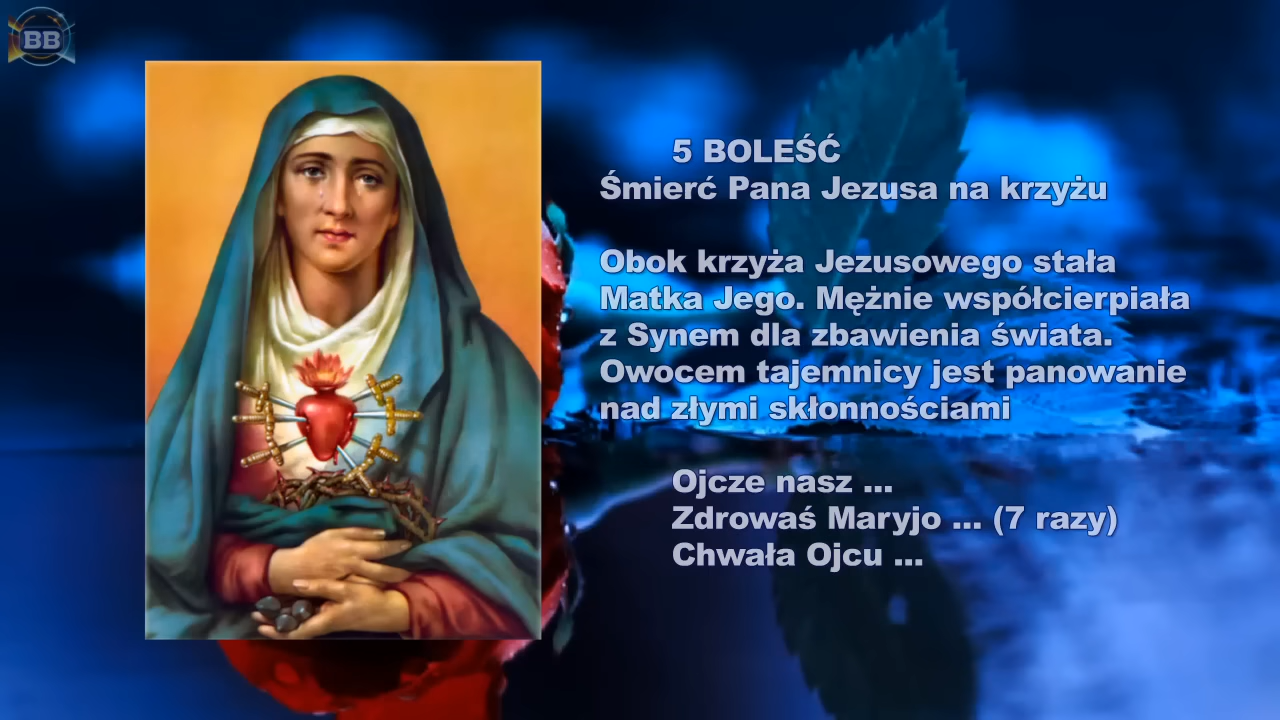 BB
5 BOLEŚĆ
Śmierć Pana Jezusa na krzyżu
Obok krzyża Jezusowego stała
Matka Jego. Mężnie współcierpiała
z Synem dla zbawienia świata.
Owocem tajemnicy jest panowanie
nad złymi skłonnościami
Ojcze nasz ...
Zdrowaś Maryjo ... (7 razy)
Chwała Ojcu ...